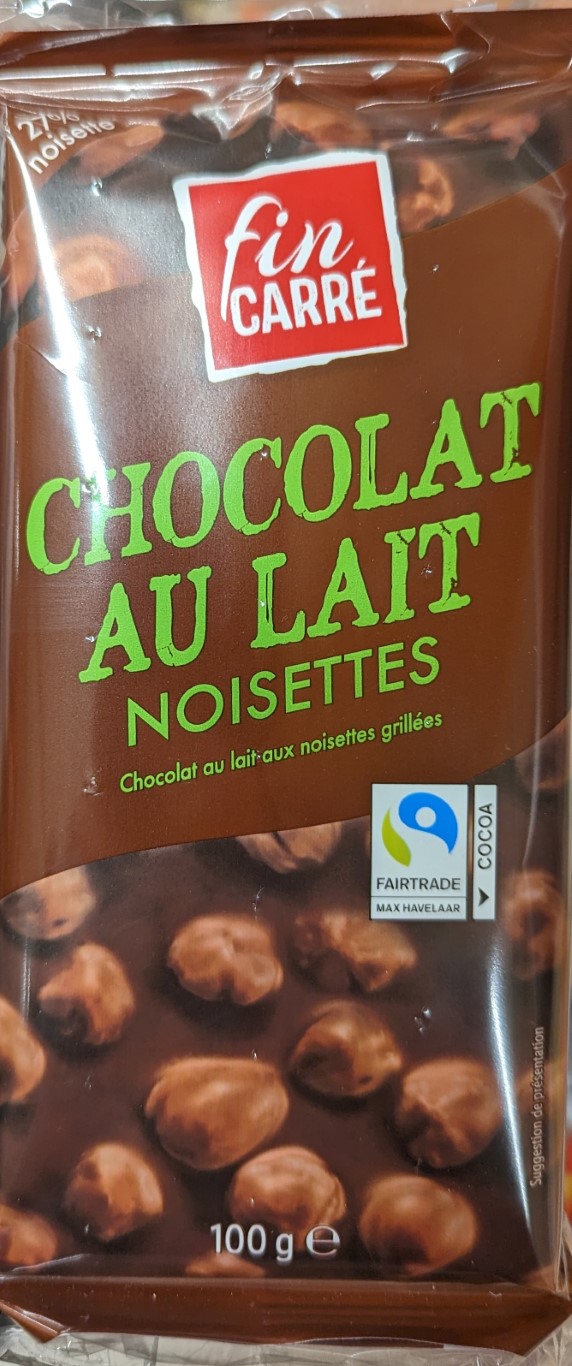 27%
noisette
fin
CARRÉ
CHOCOLAT
AU LAIT
NOISETTES
Chocolat au lait aux noisettes grillées
FAIRTRADE
MAX HAVELAAR
COCOA
Suggestion de présentation
100 g ℮